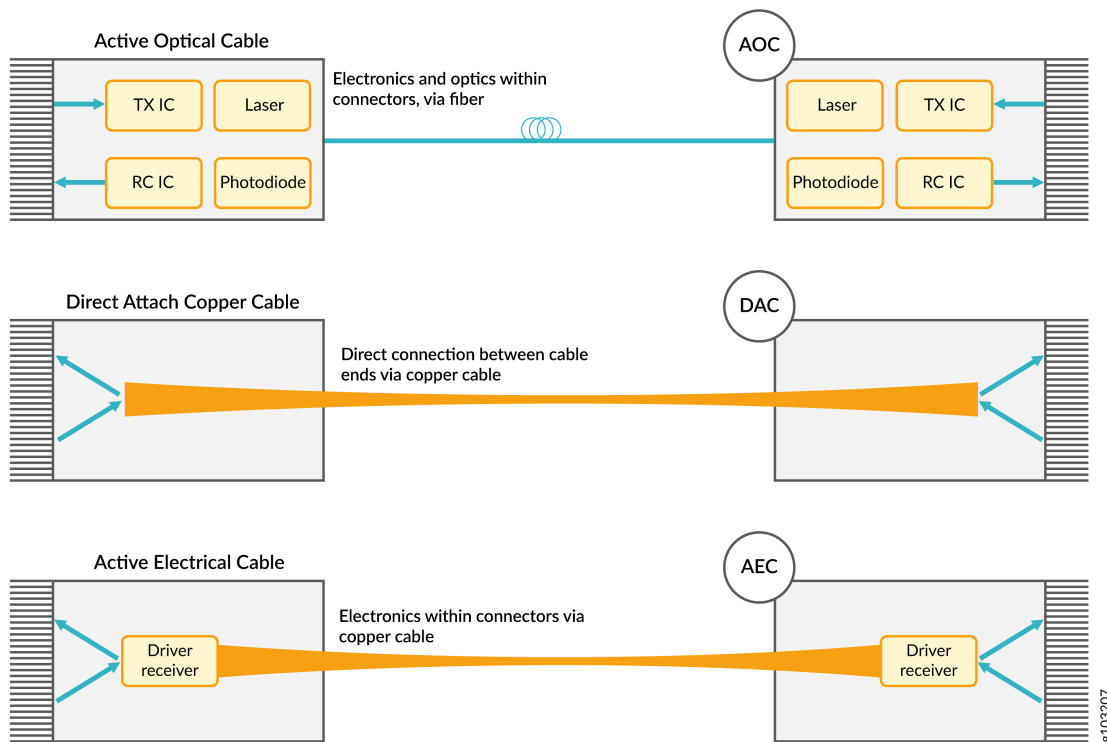 Active Optical Cable
AOC
Electronics and optics within
connectors, via fiber
TX IC
Laser
Laser
TX IC
RC IC
Photodiode
Photodiode
RC IC
Direct Attach Copper Cable
DAC
Direct connection between cable
ends via copper cable
Active Electrical Cable
AEC
Electronics within connectors via
copper cable
Driver
receiver
Driver
receiver
g103207